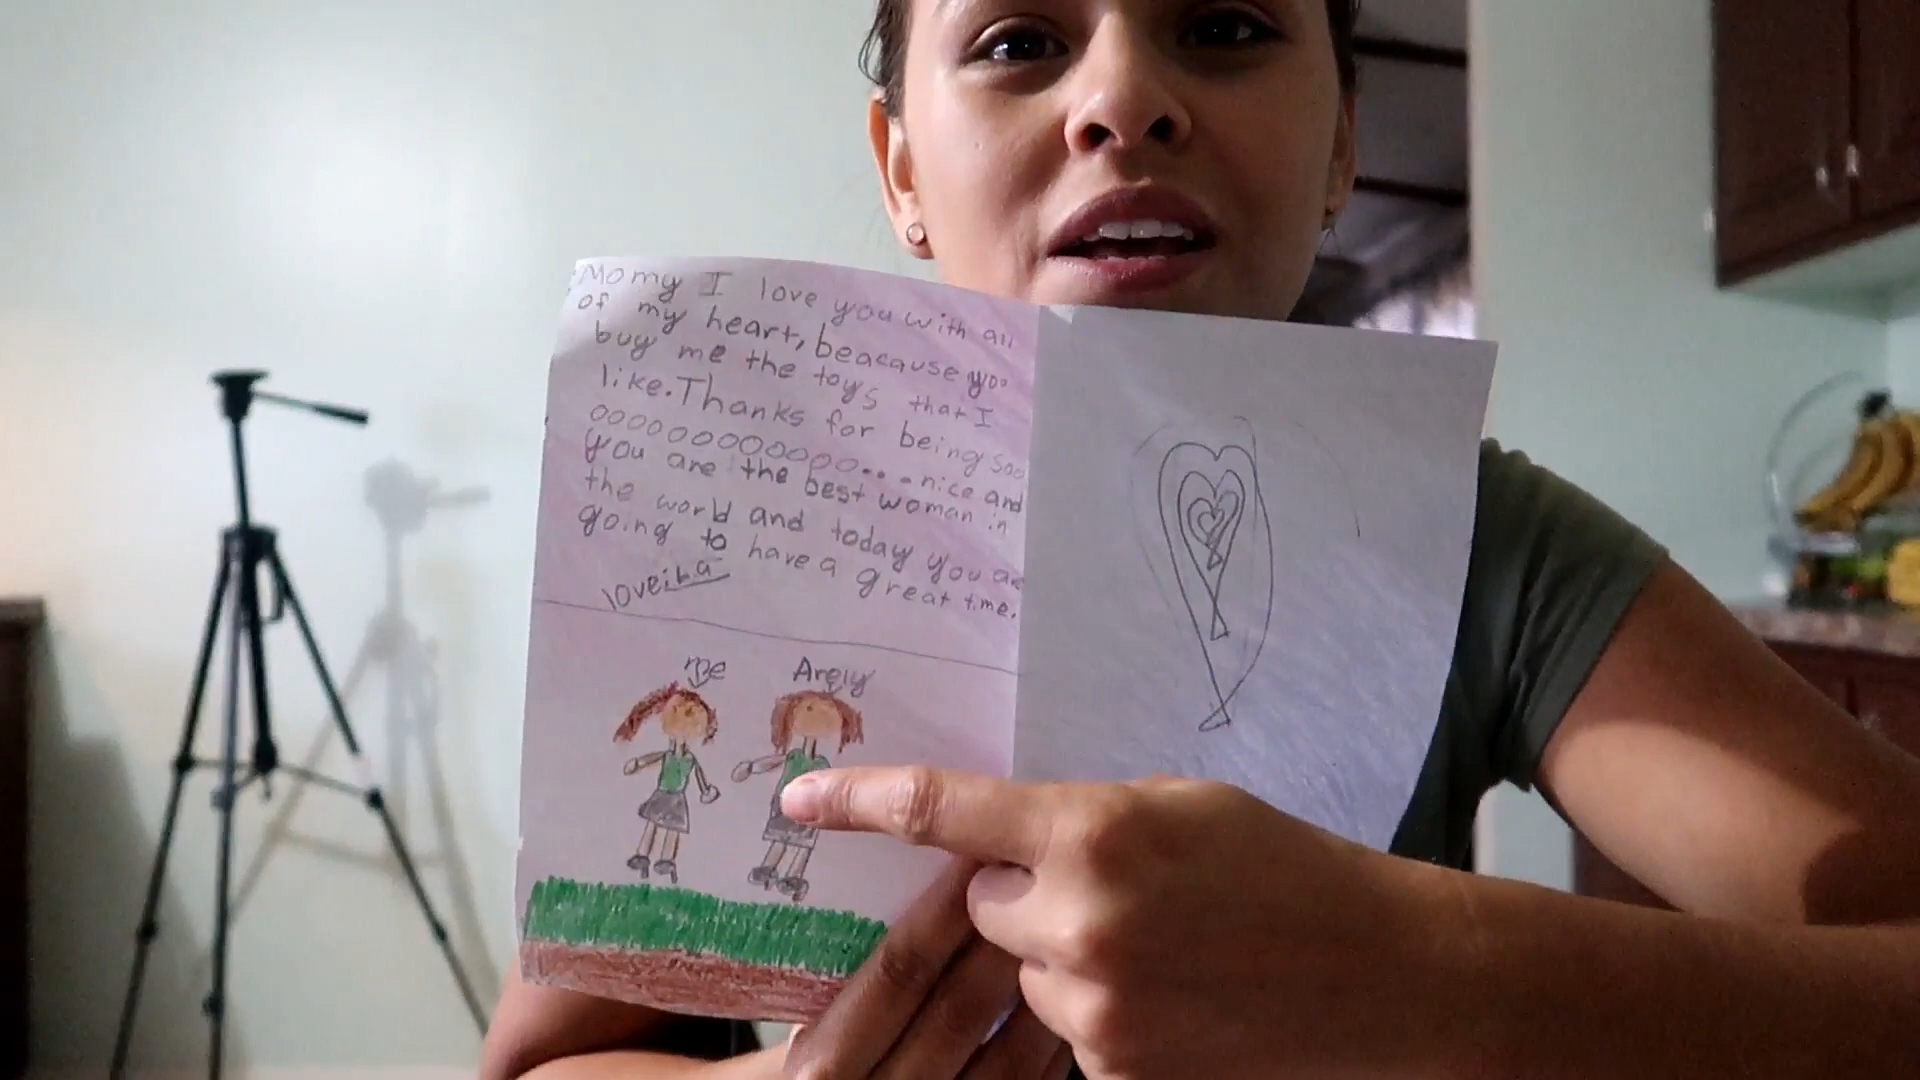 Momy I love you with all
of my heart, beacause you
buy me the toys that I
like. Thanks for being soo
ooooooooooooo... nice and
you are the best woman in
the world and today you are
going to have a great time.
love
me Arely